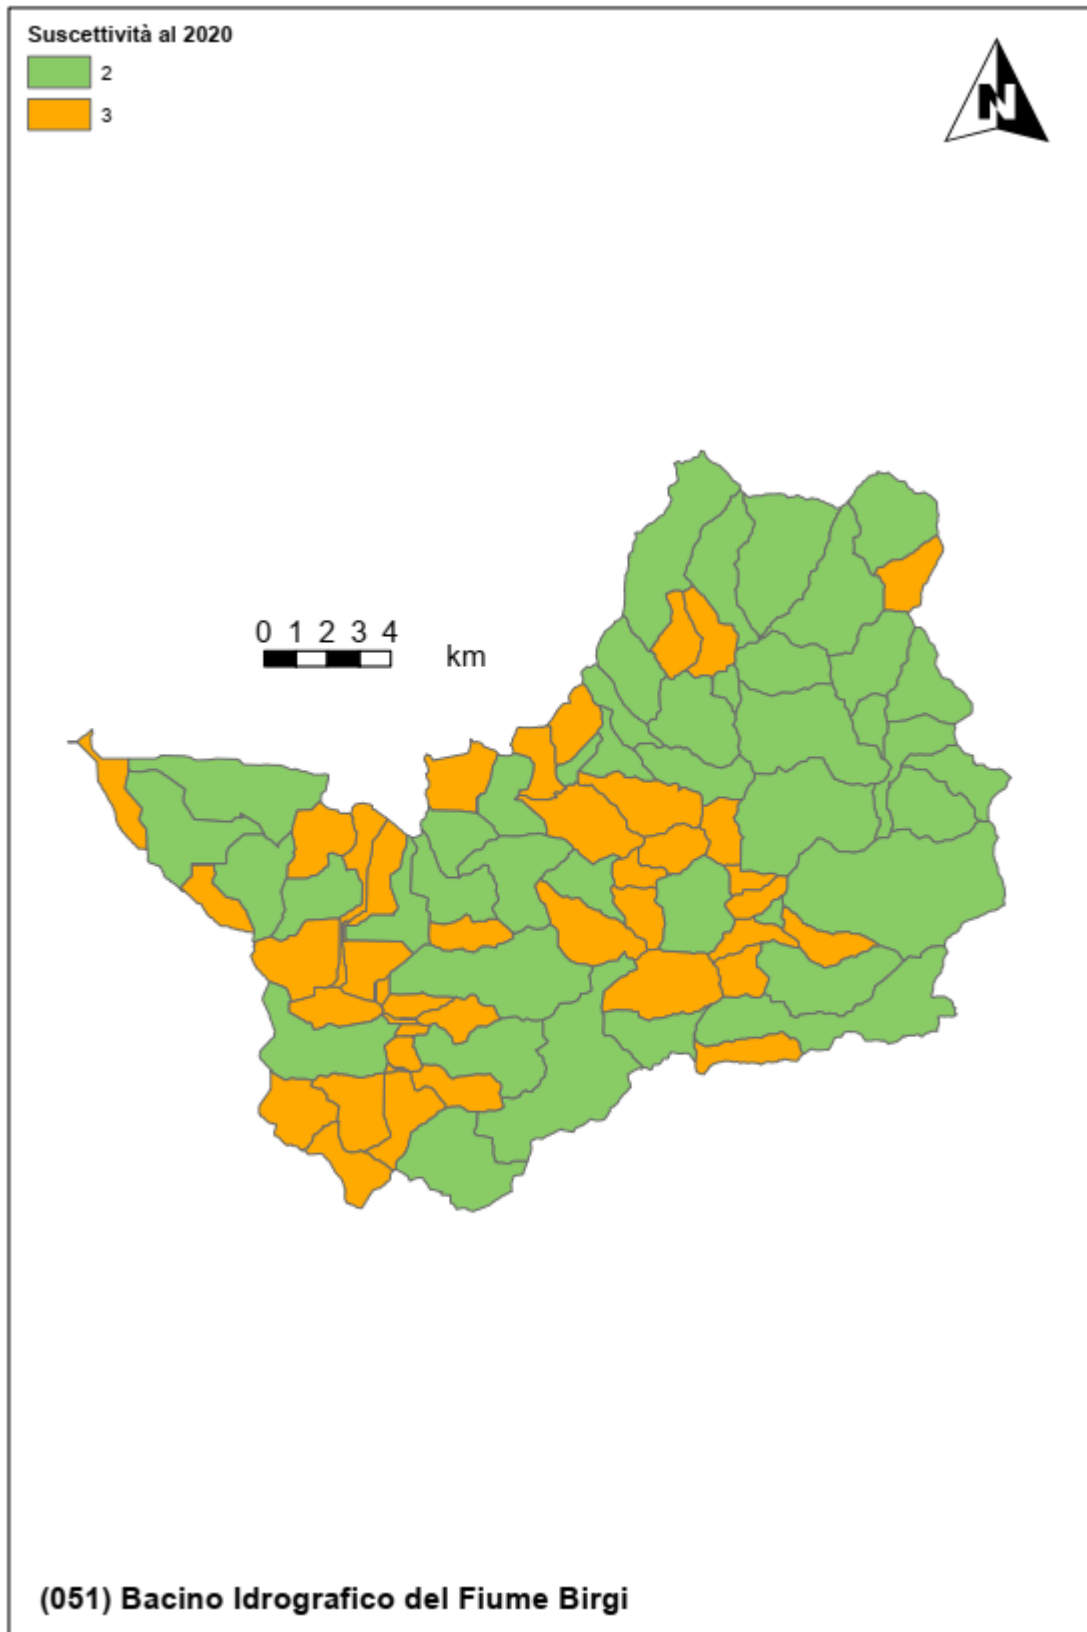 Suscettività al 2020
2
3
N
0 1 2 3 4
km
(051) Bacino Idrografico del Fiume Birgi